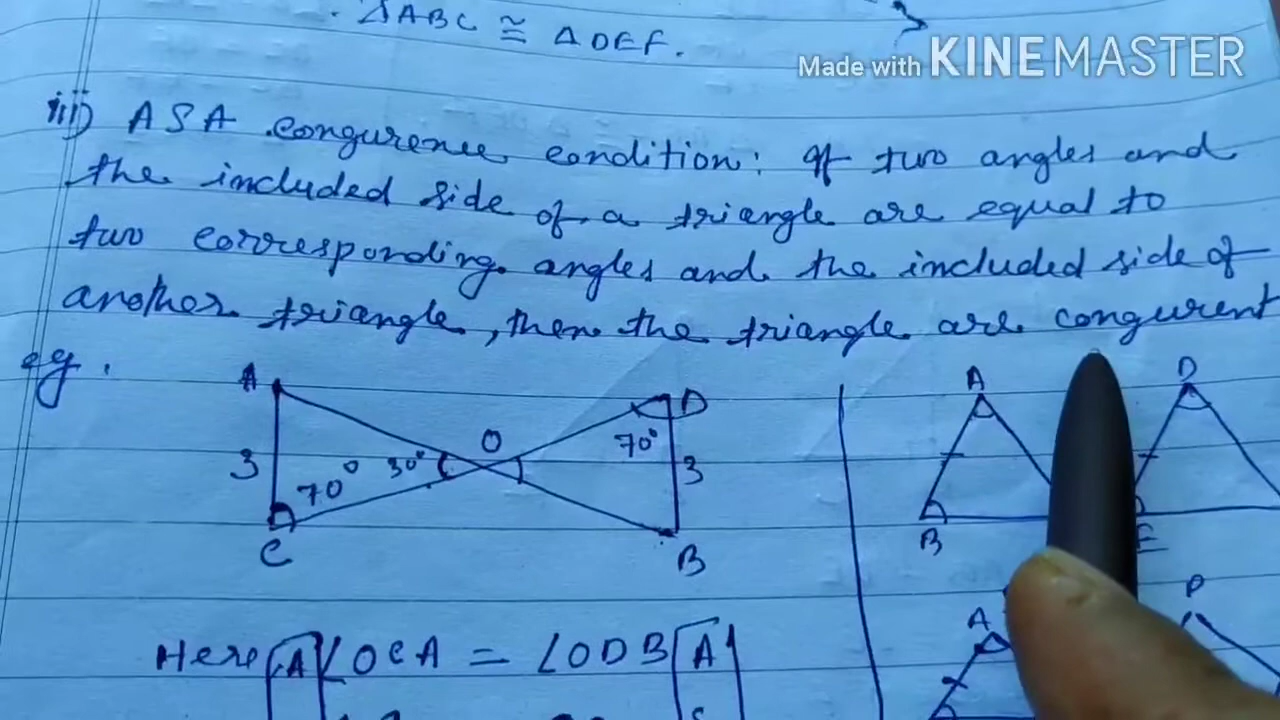 ΔABC ≅ ΔDEF.
Made with KINEMASTER
iii) ASA congurence condition: If two angles and
the included side of a triangle are equal to
two corresponding angles and the included side of
another triangle, then the triangle are congurent
eg.
A
D
A
D
O
3
30°
70°
3
70°
C
B
B
E
Here A ∠OCA = ∠ODB A
A
P